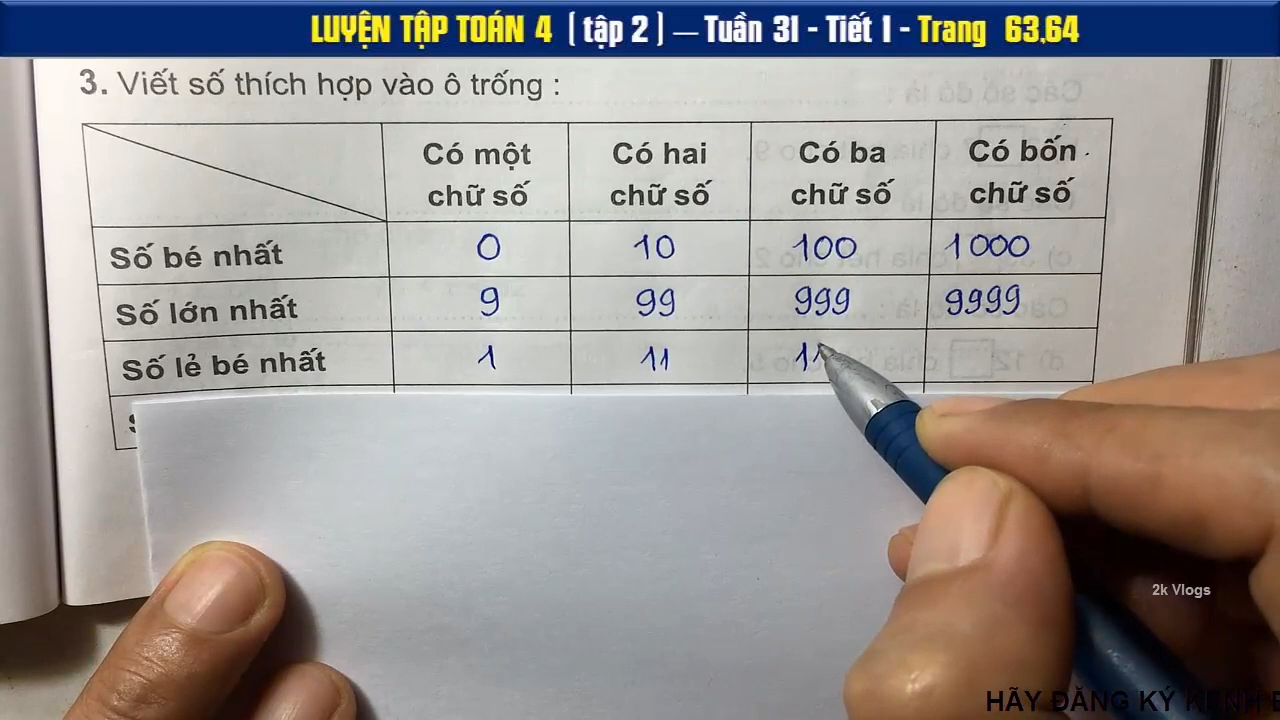 LUYỆN TẬP TOÁN 4 ( tập 2 ) — Tuần 31 - Tiết 1 - Trang 63,64
3. Viết số thích hợp vào ô trống :
Có một chữ số Có hai chữ số Có ba chữ số Có bốn chữ số
Số bé nhất 0 10 100 1000
Số lớn nhất 9 99 999 9999
Số lẻ bé nhất 1 11 11
2k Vlogs
HÃY ĐĂNG KÝ